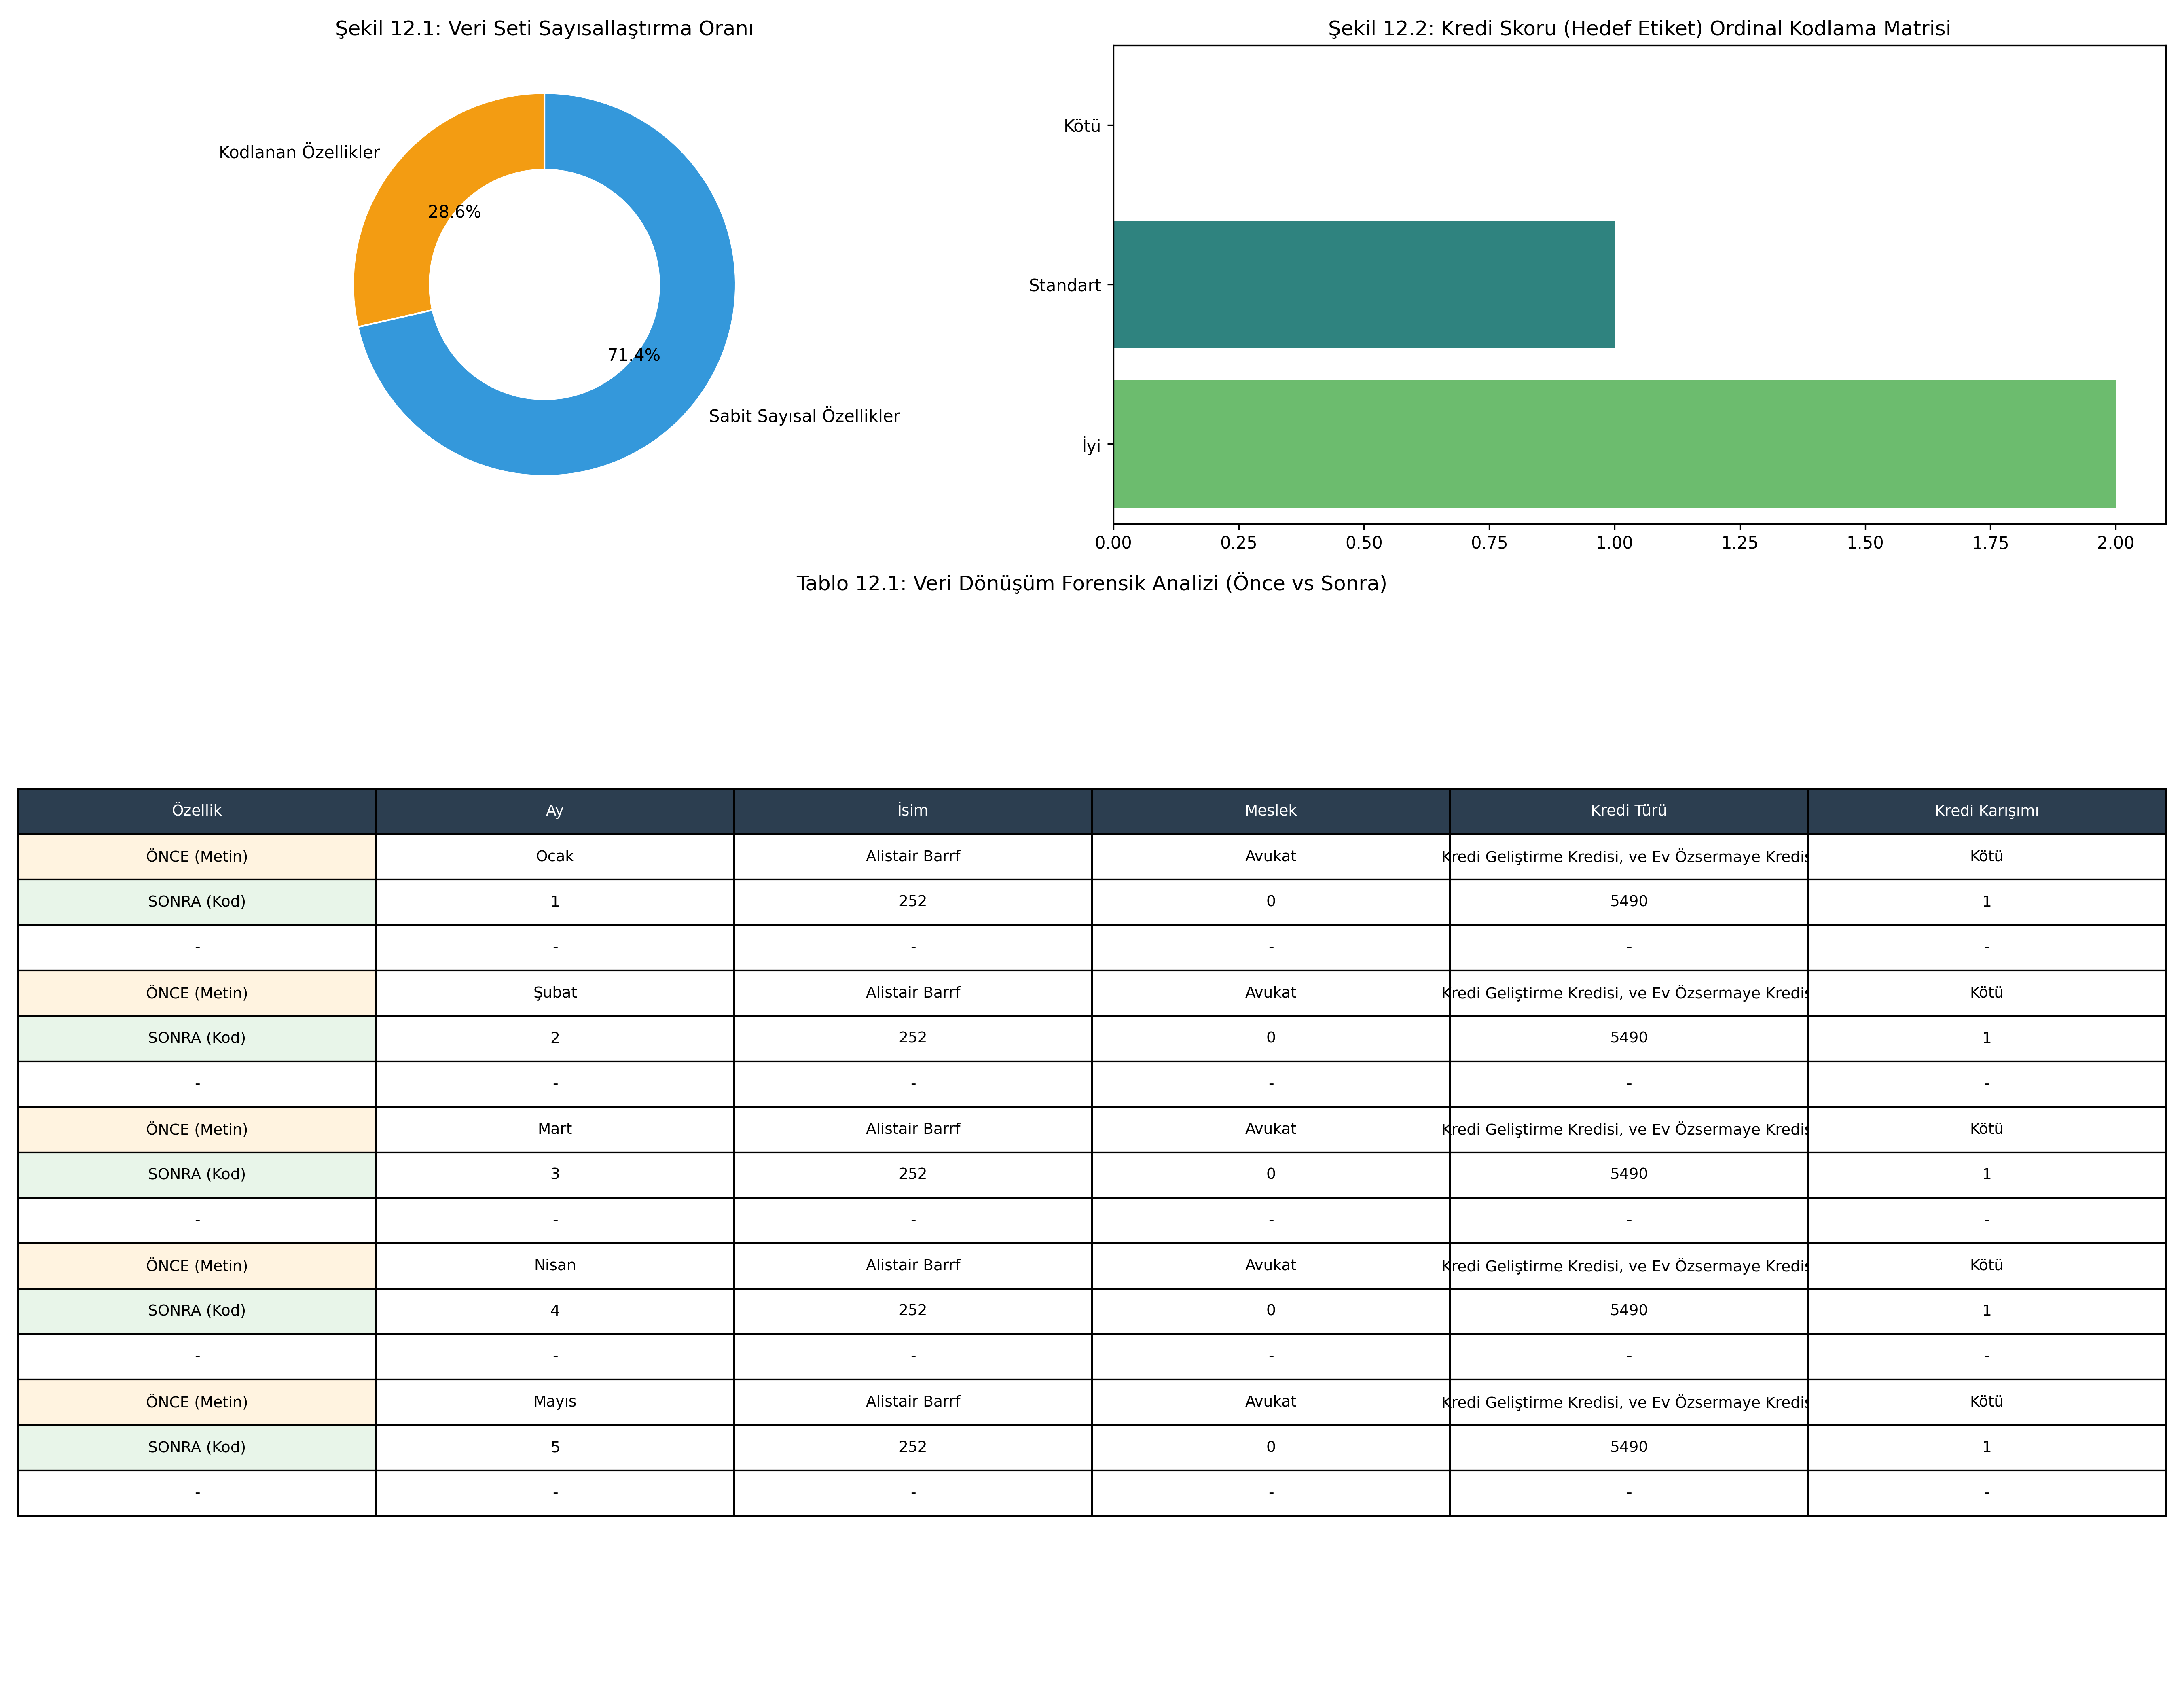 Şekil 12.1: Veri Seti Sayısallaştırma Oranı
Kodlanan Özellikler
28.6%
71.4%
Sabit Sayısal Özellikler
Şekil 12.2: Kredi Skoru (Hedef Etiket) Ordinal Kodlama Matrisi
Kötü
Standart
İyi
0.00 0.25 0.50 0.75 1.00 1.25 1.50 1.75 2.00
Tablo 12.1: Veri Dönüşüm Forensik Analizi (Önce vs Sonra)
Özellik Ay İsim Meslek Kredi Türü Kredi Karışımı
ÖNCE (Metin) Ocak Alistair Barrf Avukat Kredi Geliştirme Kredisi, ve Ev Özsermaye Kredis Kötü
SONRA (Kod) 1 252 0 5490 1
- - - - - -
ÖNCE (Metin) Şubat Alistair Barrf Avukat Kredi Geliştirme Kredisi, ve Ev Özsermaye Kredis Kötü
SONRA (Kod) 2 252 0 5490 1
- - - - - -
ÖNCE (Metin) Mart Alistair Barrf Avukat Kredi Geliştirme Kredisi, ve Ev Özsermaye Kredis Kötü
SONRA (Kod) 3 252 0 5490 1
- - - - - -
ÖNCE (Metin) Nisan Alistair Barrf Avukat Kredi Geliştirme Kredisi, ve Ev Özsermaye Kredis Kötü
SONRA (Kod) 4 252 0 5490 1
- - - - - -
ÖNCE (Metin) Mayıs Alistair Barrf Avukat Kredi Geliştirme Kredisi, ve Ev Özsermaye Kredis Kötü
SONRA (Kod) 5 252 0 5490 1
- - - - - -